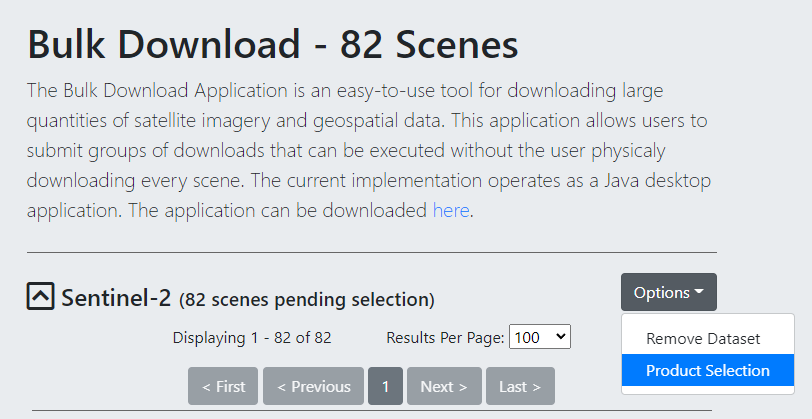 Bulk Download - 82 Scenes
The Bulk Download Application is an easy-to-use tool for downloading large
quantities of satellite imagery and geospatial data. This application allows users to
submit groups of downloads that can be executed without the user physicaly
downloading every scene. The current implementation operates as a Java desktop
application. The application can be downloaded here.
Sentinel-2 (82 scenes pending selection)
Options
Displaying 1 - 82 of 82
Results Per Page: 100
Remove Dataset
Product Selection
< First
< Previous
1
Next >
Last >